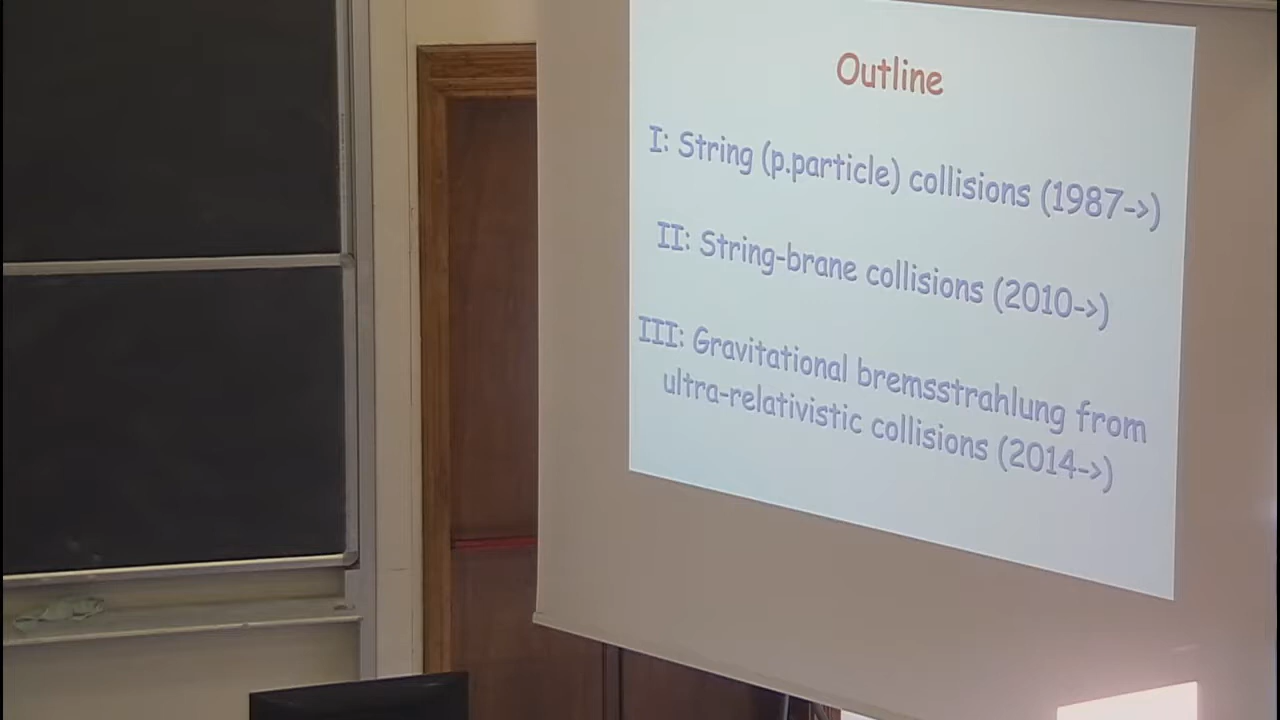 Outline
I: String (p.particle) collisions (1987->)
II: String-brane collisions (2010->)
III: Gravitational bremsstrahlung from
ultra-relativistic collisions (2014->)